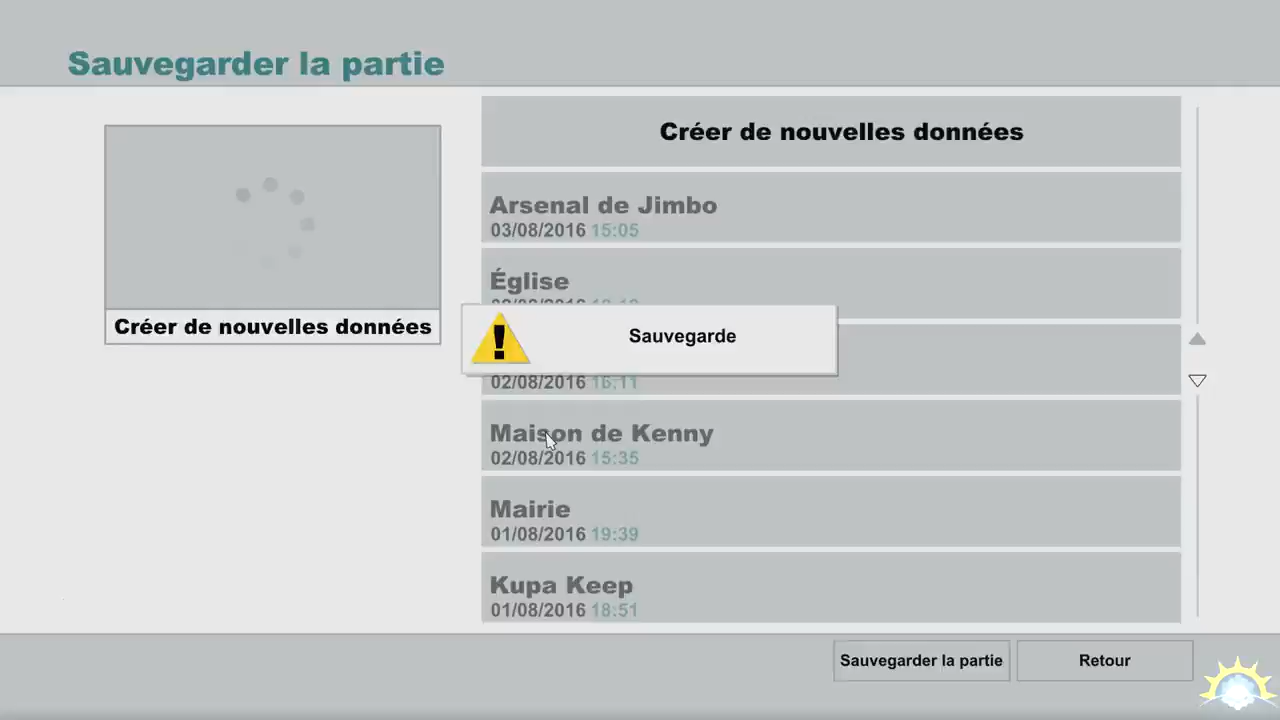 Sauvegarder la partie
Créer de nouvelles données
Créer de nouvelles données
Arsenal de Jimbo
03/08/2016 15:05
Église
Sauvegarde
02/08/2016 16:11
Maison de Kenny
02/08/2016 15:35
Mairie
01/08/2016 19:39
Kupa Keep
01/08/2016 18:51
Sauvegarder la partie
Retour